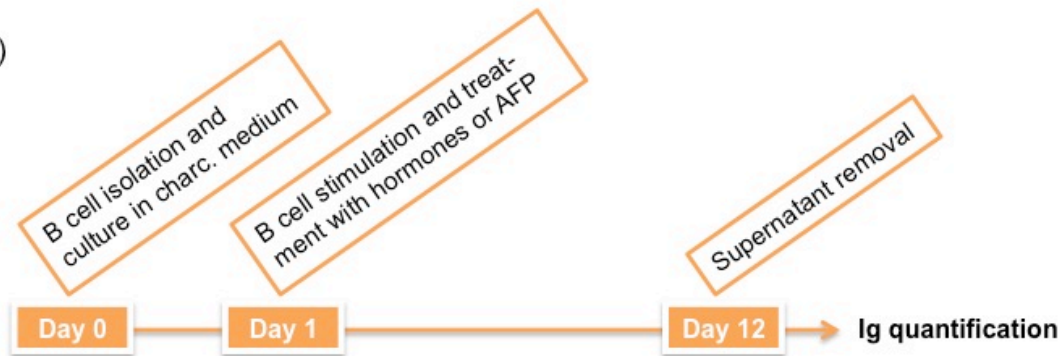 )
B cell isolation and
culture in charc. medium
B cell stimulation and treat-
ment with hormones or AFP
Supernatant removal
Day 0
Day 1
Day 12
Ig quantification